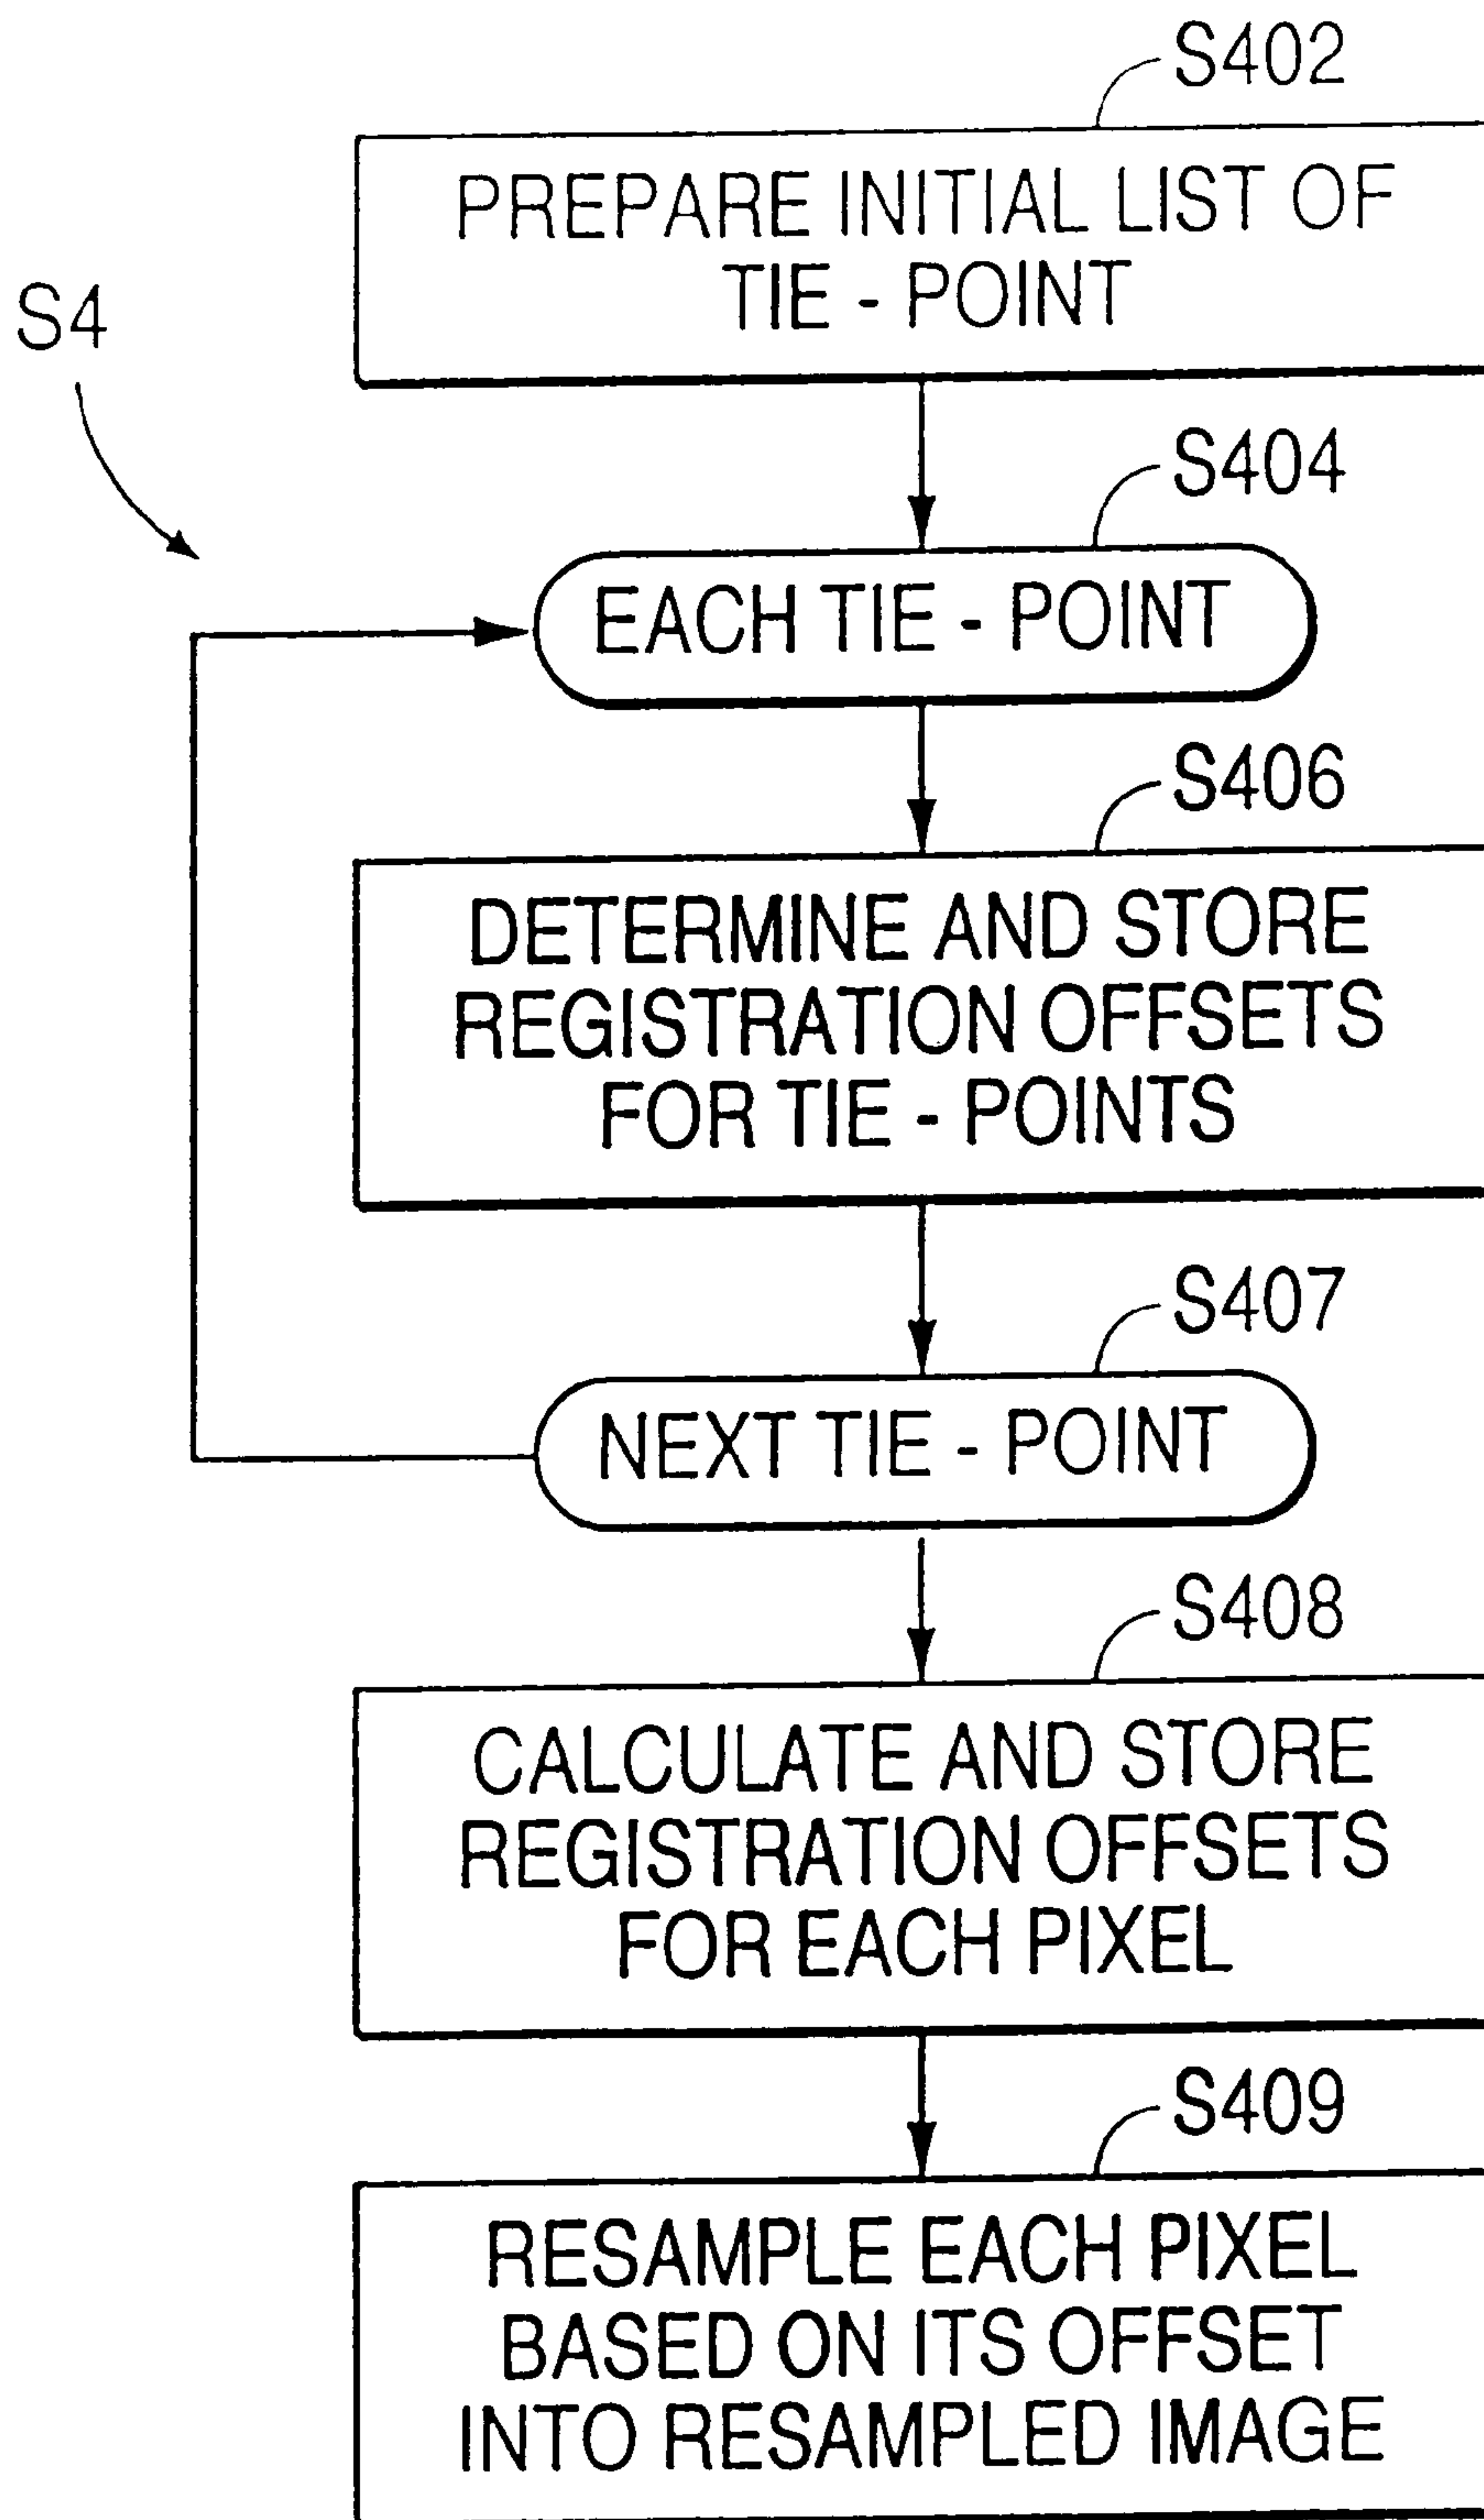 S402
PREPARE INITIAL LIST OF
TIE - POINT
S4
S404
EACH TIE - POINT
S406
DETERMINE AND STORE
REGISTRATION OFFSETS
FOR TIE - POINTS
S407
NEXT TIE - POINT
S408
CALCULATE AND STORE
REGISTRATION OFFSETS
FOR EACH PIXEL
S409
RESAMPLE EACH PIXEL
BASED ON ITS OFFSET
INTO RESAMPLED IMAGE